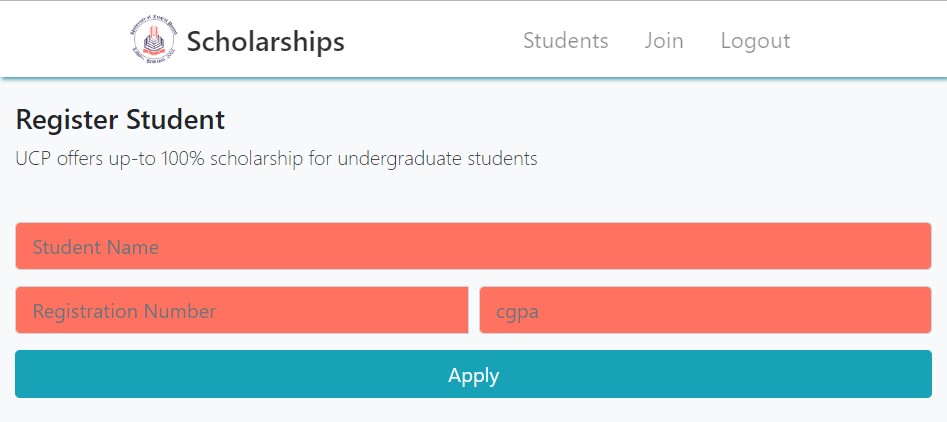 Scholarships
Students Join Logout
Register Student
UCP offers up-to 100% scholarship for undergraduate students
Student Name
Registration Number
cgpa
Apply